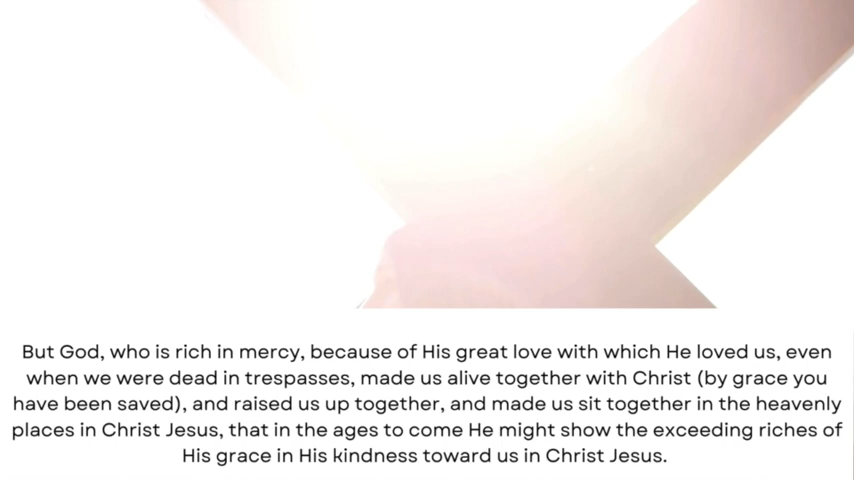 But God, who is rich in mercy, because of His great love with which He loved us, even
when we were dead in trespasses, made us alive together with Christ (by grace you
have been saved), and raised us up together, and made us sit together in the heavenly
places in Christ Jesus, that in the ages to come He might show the exceeding riches of
His grace in His kindness toward us in Christ Jesus.